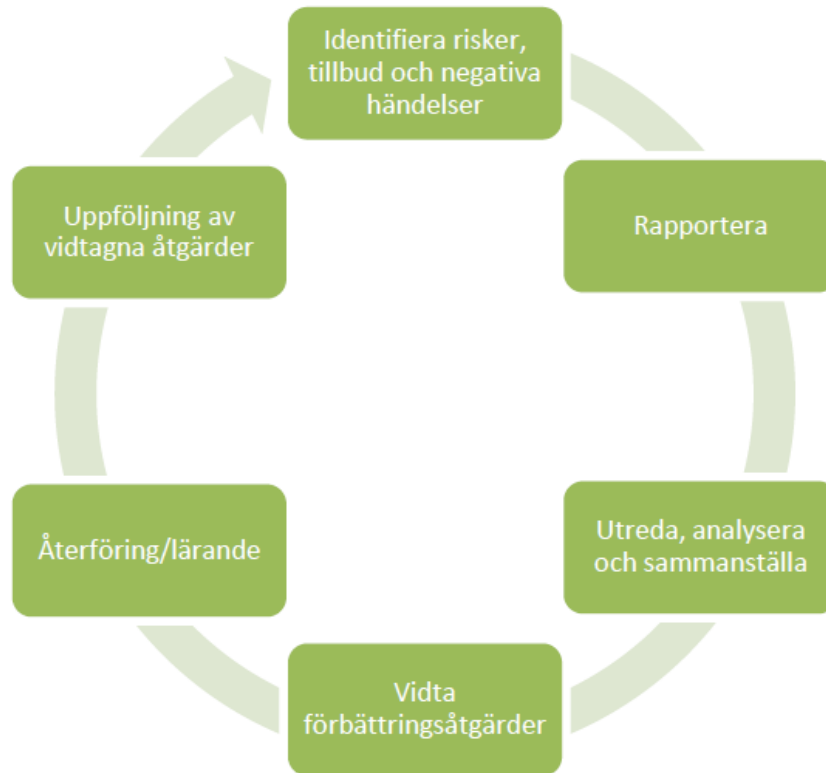 Identifiera risker,
tillbud och negativa
händelser
Rapportera
Utreda, analysera
och sammanställa
Vidta
förbättringsåtgärder
Återföring/lärande
Uppföljning av
vidtagna åtgärder